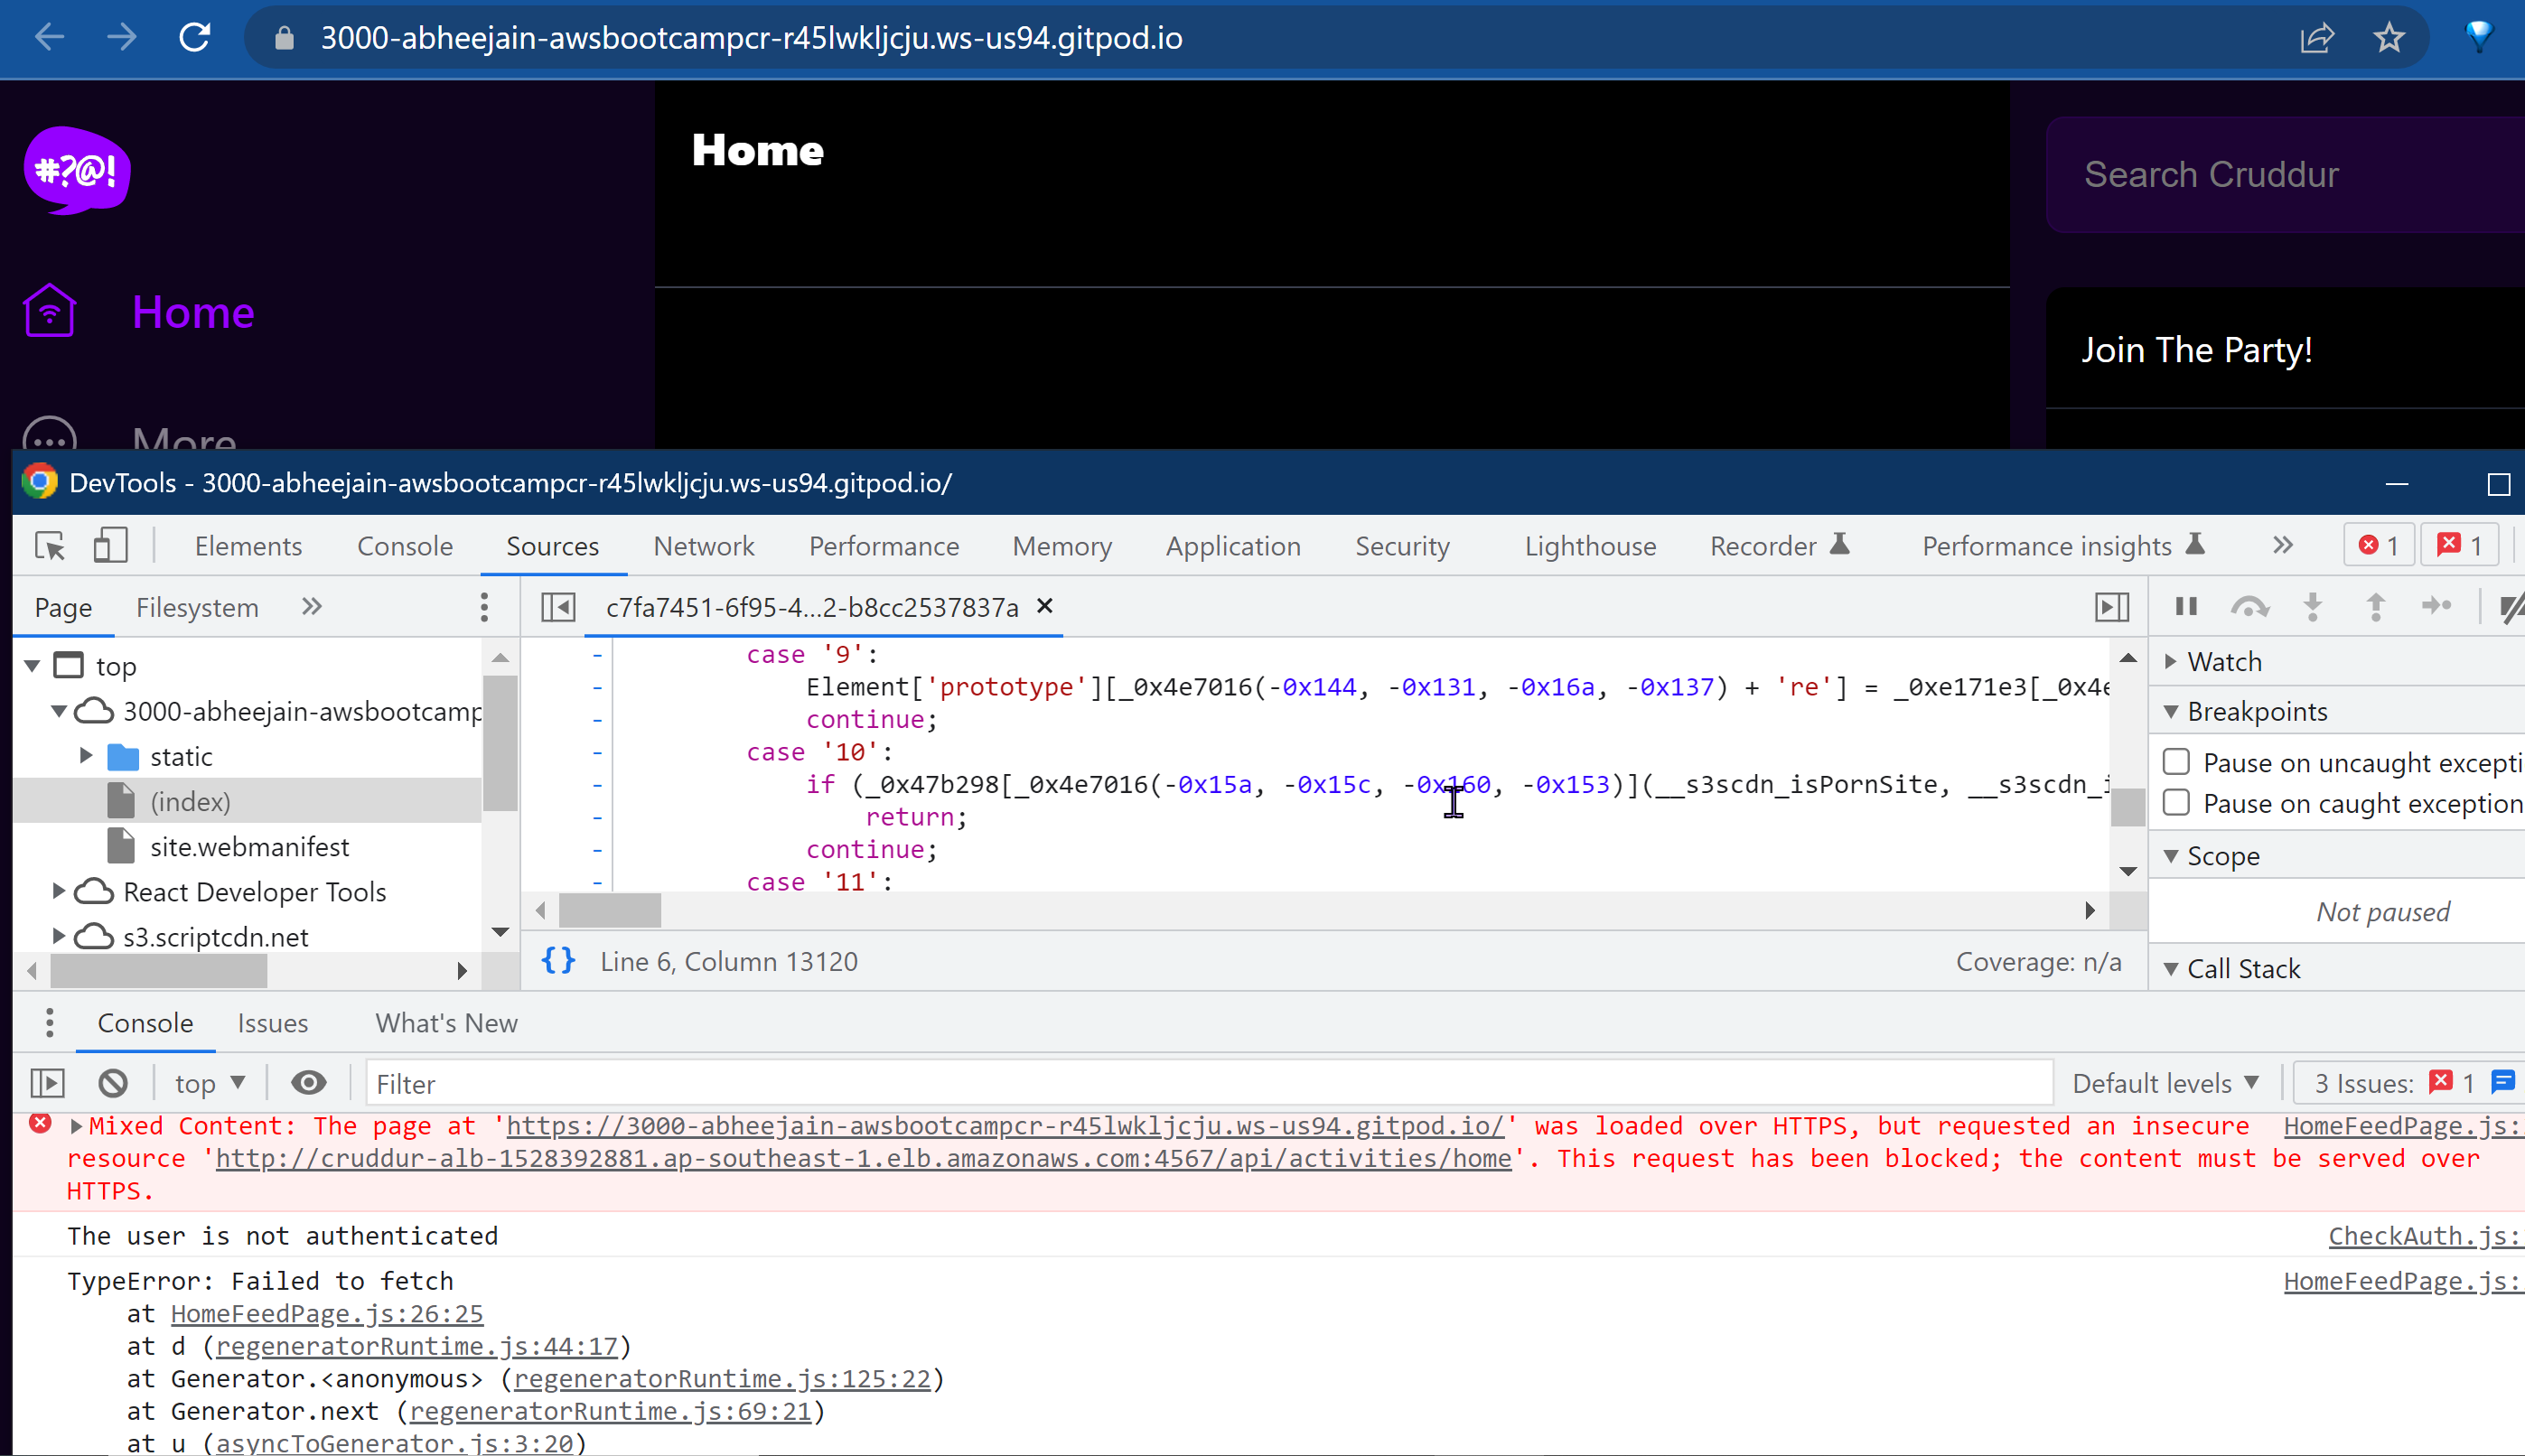 3000-abheejain-awsbootcampcr-r45lwkljcju.ws-us94.gitpod.io
#?@!
Home
Search Cruddur
Home
Join The Party!
More
DevTools - 3000-abheejain-awsbootcampcr-r45lwkljcju.ws-us94.gitpod.io/
Elements Console Sources Network Performance Memory Application Security Lighthouse Recorder Performance insights » 1 1
Page Filesystem »
c7fa7451-6f95-4...2-b8cc2537837a ×
top
3000-abheejain-awsbootcamp
static
(index)
site.webmanifest
React Developer Tools
s3.scriptcdn.net
- case '9':
- Element['prototype'][_0x4e7016(-0x144, -0x131, -0x16a, -0x137) + 're'] = _0xe171e3[_0x4e
- continue;
- case '10':
- if (_0x47b298[_0x4e7016(-0x15a, -0x15c, -0x160, -0x153)](__s3scdn_isPornSite, __s3scdn_i
- return;
- continue;
- case '11':
{} Line 6, Column 13120
Coverage: n/a
Watch
Breakpoints
Pause on uncaught excepti
Pause on caught exception
Scope
Not paused
Call Stack
Console Issues What's New
top Filter Default levels 3 Issues: 1
Mixed Content: The page at 'https://3000-abheejain-awsbootcampcr-r45lwkljcju.ws-us94.gitpod.io/' was loaded over HTTPS, but requested an insecure HomeFeedPage.js:
resource 'http://cruddur-alb-1528392881.ap-southeast-1.elb.amazonaws.com:4567/api/activities/home'. This request has been blocked; the content must be served over
HTTPS.
The user is not authenticated CheckAuth.js:
TypeError: Failed to fetch HomeFeedPage.js:
at HomeFeedPage.js:26:25
at d (regeneratorRuntime.js:44:17)
at Generator.<anonymous> (regeneratorRuntime.js:125:22)
at Generator.next (regeneratorRuntime.js:69:21)
at u (asyncToGenerator.js:3:20)